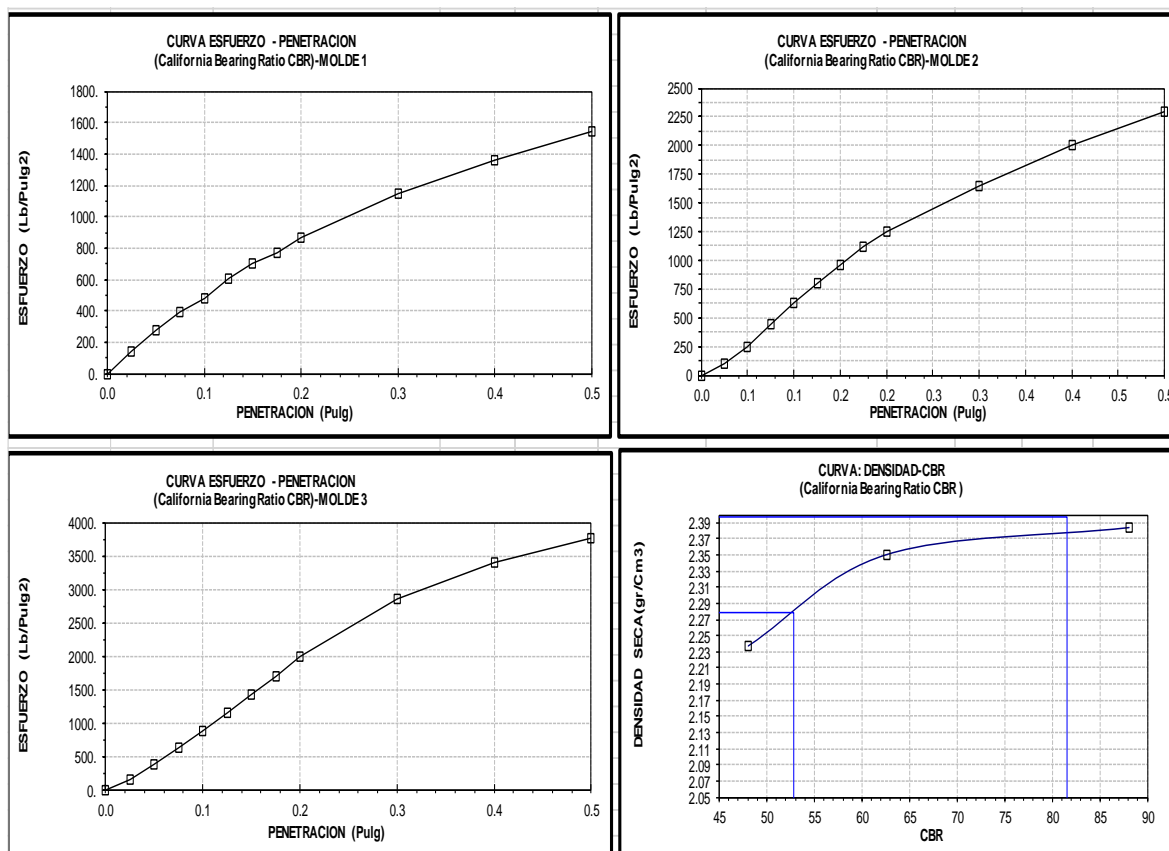 CURVA ESFUERZO - PENETRACION
(California Bearing Ratio CBR)-MOLDE 1
ESFUERZO (Lb/Pulg2)
1800.
1600.
1400.
1200.
1000.
800.
600.
400.
200.
0.
0.0 0.1 0.2 0.3 0.4 0.5
PENETRACION (Pulg)
CURVA ESFUERZO - PENETRACION
(California Bearing Ratio CBR)-MOLDE 2
ESFUERZO (Lb/Pulg2)
2500
2250
2000
1750
1500
1250
1000
750
500
250
0
0.0 0.1 0.1 0.2 0.2 0.3 0.3 0.4 0.4 0.5 0.5
PENETRACION (Pulg)
CURVA ESFUERZO - PENETRACION
(California Bearing Ratio CBR)-MOLDE 3
ESFUERZO (Lb/Pulg2)
4000.
3500.
3000.
2500.
2000.
1500.
1000.
500.
0.
0.0 0.1 0.2 0.3 0.4 0.5
PENETRACION (Pulg)
CURVA: DENSIDAD-CBR
(California Bearing Ratio CBR )
DENSIDAD SECA(gr/Cm3)
2.39
2.37
2.35
2.33
2.31
2.29
2.27
2.25
2.23
2.21
2.19
2.17
2.15
2.13
2.11
2.09
2.07
2.05
45 50 55 60 65 70 75 80 85 90
CBR